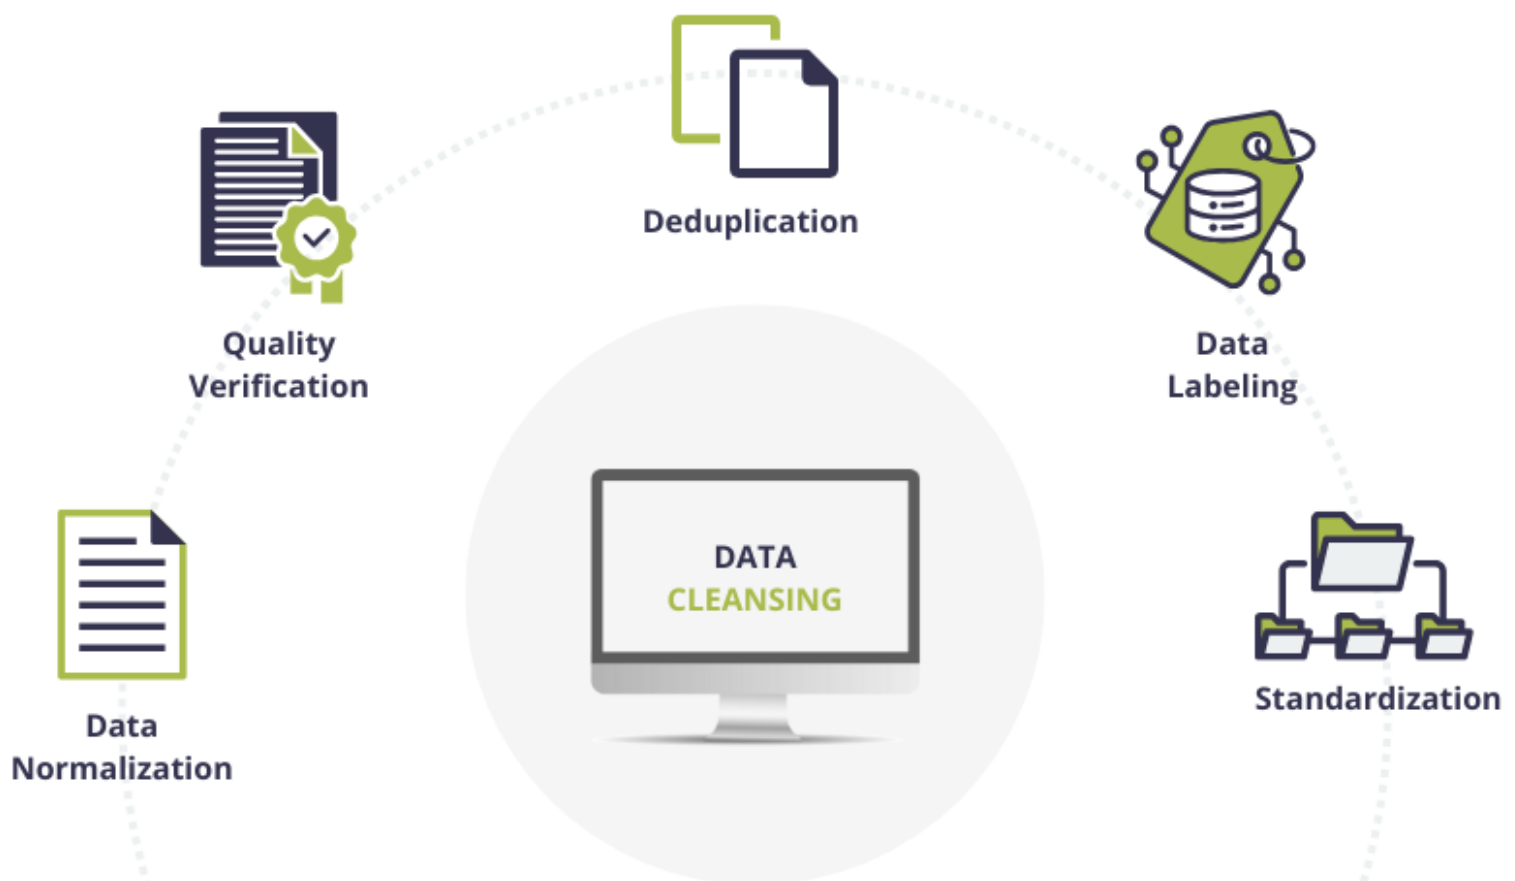 Deduplication
Quality
Verification
Data
Labeling
DATA
CLEANSING
Data
Normalization
Standardization